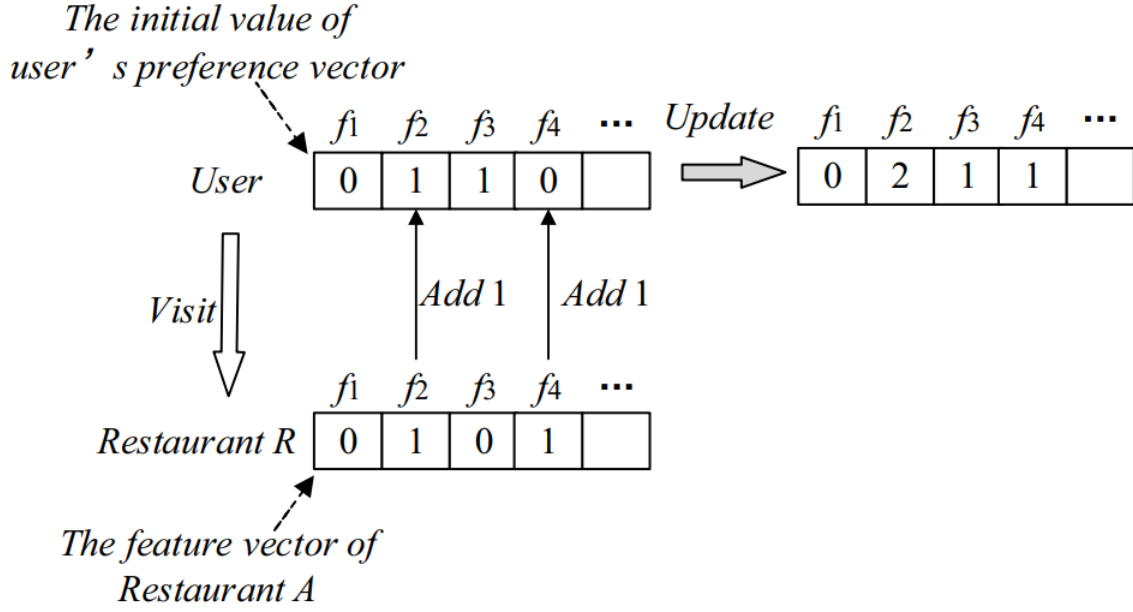 The initial value of
user’ s preference vector
f1 f2 f3 f4 ... Update f1 f2 f3 f4 ...
User 0 1 1 0 0 2 1 1
Visit Add 1 Add 1
f1 f2 f3 f4 ...
Restaurant R 0 1 0 1
The feature vector of
Restaurant A